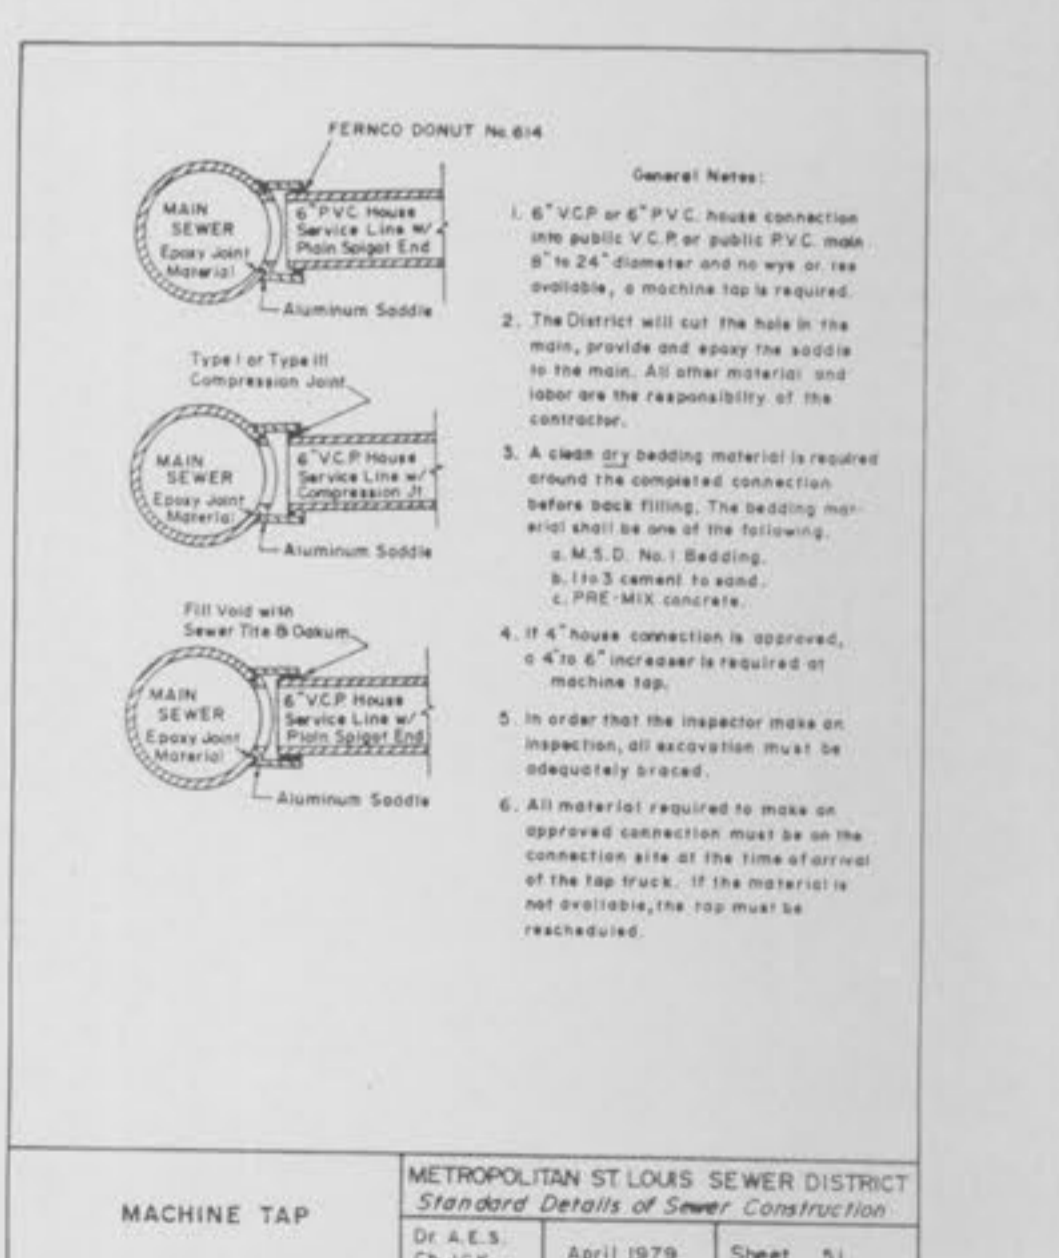 FERNCO DONUT No. 614
MAIN
SEWER
Epoxy Joint
Material
6" P.V.C. House
Service Line w/
Plain Spigot End
Aluminum Saddle
Type I or Type III
Compression Joint
MAIN
SEWER
Epoxy Joint
Material
6" V.C.P. House
Service Line w/
Compression Jt.
Aluminum Saddle
Fill Void with
Sewer Tite & Oakum
MAIN
SEWER
Epoxy Joint
Material
6" V.C.P. House
Service Line w/
Plain Spigot End
Aluminum Saddle
General Notes:
1. 6" V.C.P. or 6" P.V.C. house connection
into public V.C.P. or public P.V.C. main
8" to 24" diameter and no wye or tee
available, a machine tap is required.
2. The District will cut the hole in the
main, provide and epoxy the saddle
to the main. All other material and
labor are the responsibilty of the
contractor.
3. A clean dry bedding material is required
around the completed connection
before back filling. The bedding mat-
erial shall be one of the following.
a. M.S.D. No. 1 Bedding.
b. 1 to 3 cement to sand.
c. PRE-MIX concrete.
4. If 4" house connection is approved,
a 4" to 6" increaser is required at
machine tap.
5. In order that the inspector make an
inspection, all excavation must be
adequately braced.
6. All material required to make an
approved connection must be on the
connection site at the time of arrival
of the tap truck. If the material is
not available, the tap must be
rescheduled.
MACHINE TAP
METROPOLITAN ST. LOUIS SEWER DISTRICT
Standard Details of Sewer Construction
Dr. A.E.S.
April 1979
Sheet 51